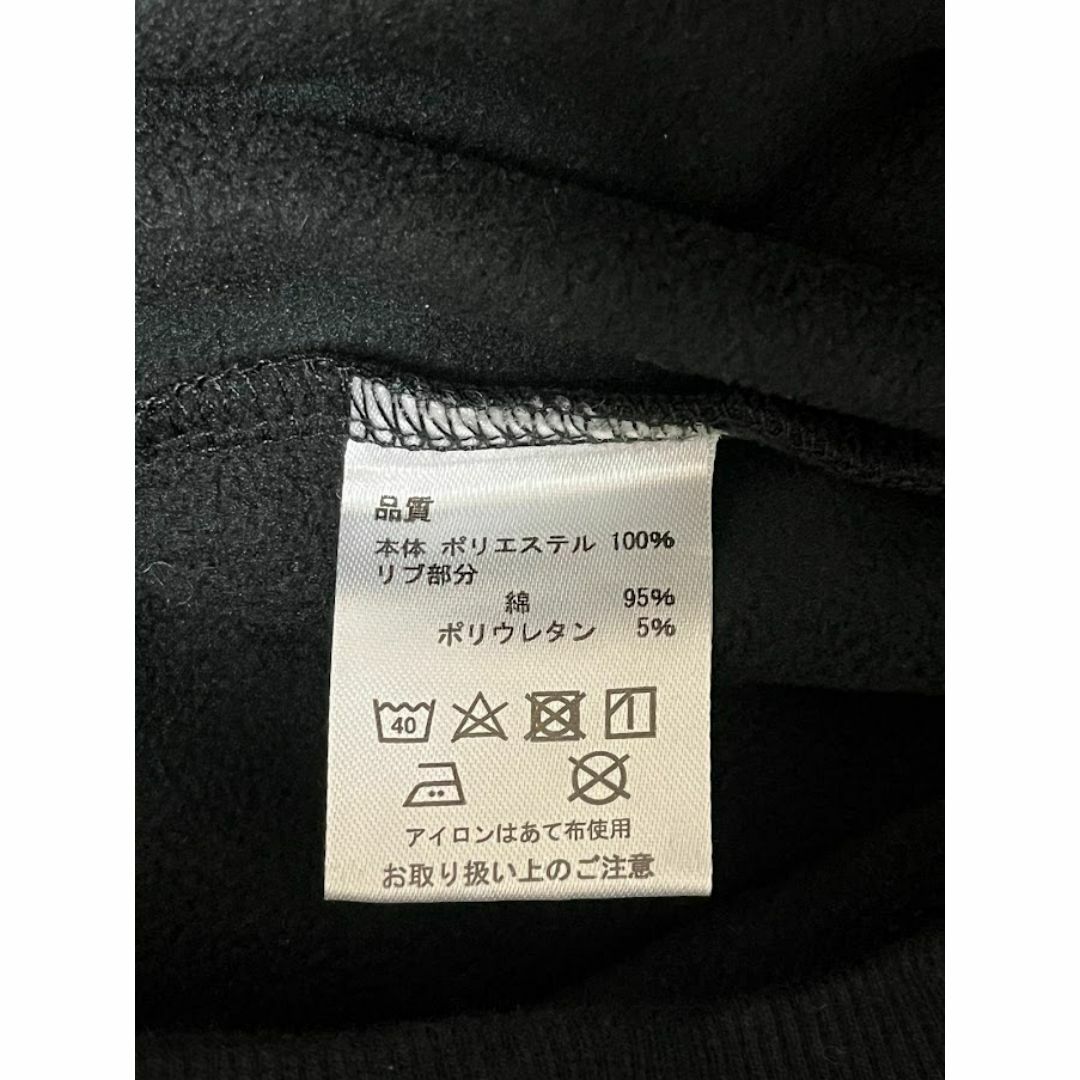 品質
本体 ポリエステル 100%
リブ部分
綿 95%
ポリウレタン 5%
40
アイロンはあて布使用
お取り扱い上のご注意